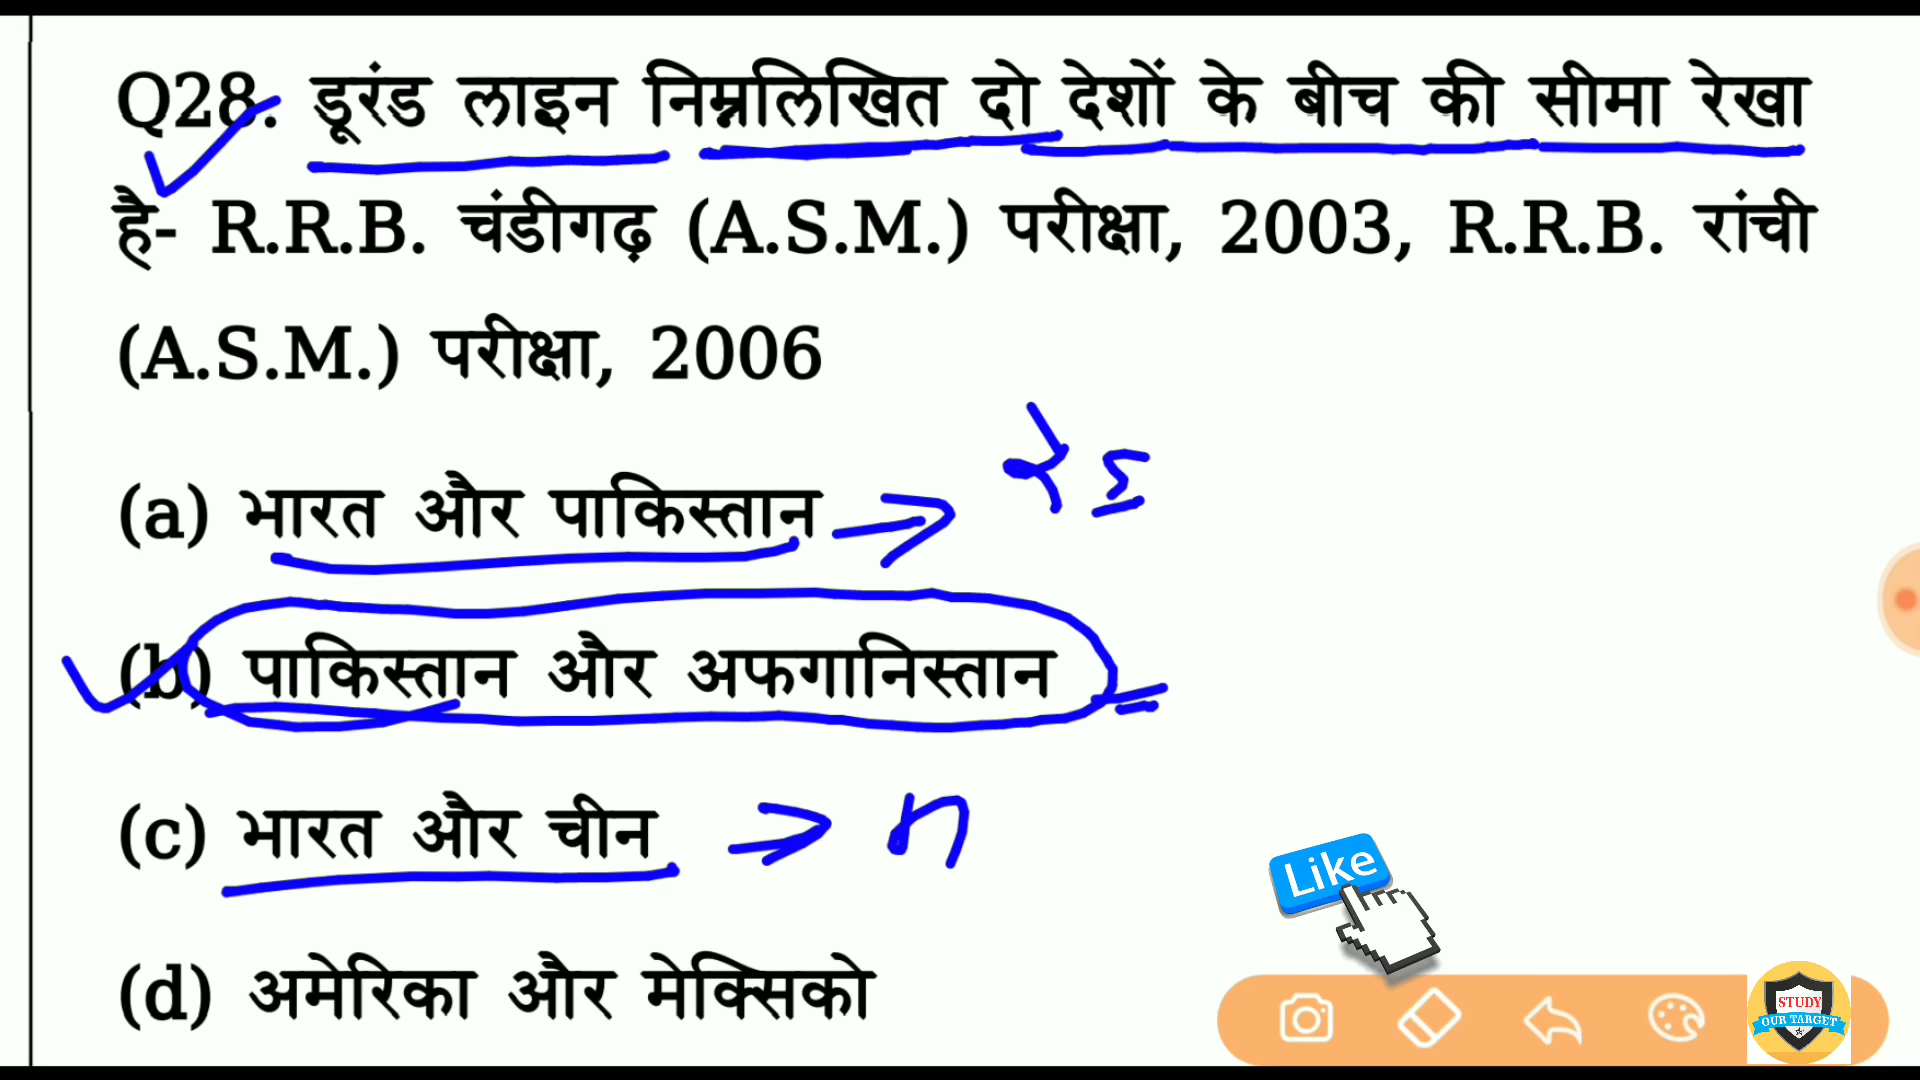 Q28. डूरंड लाइन निम्नलिखित दो देशों के बीच की सीमा रेखा
है- R.R.B. चंडीगढ़ (A.S.M.) परीक्षा, 2003, R.R.B. रांची
(A.S.M.) परीक्षा, 2006
(a) भारत और पाकिस्तान
(b) पाकिस्तान और अफगानिस्तान
(c) भारत और चीन
(d) अमेरिका और मेक्सिको
Like
STUDY
OUR TARGET